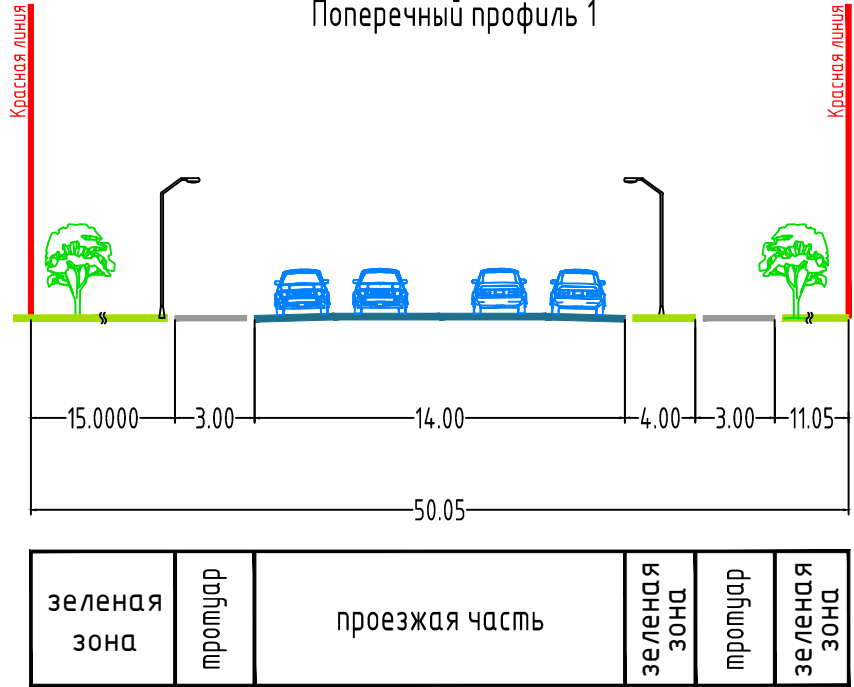 Поперечный профиль 1
Красная линия
Красная линия
15.0000
3.00
14.00
4.00
3.00
11.05
50.05
зеленая
зона
тротуар
проезжая часть
зеленая
зона
тротуар
зеленая
зона